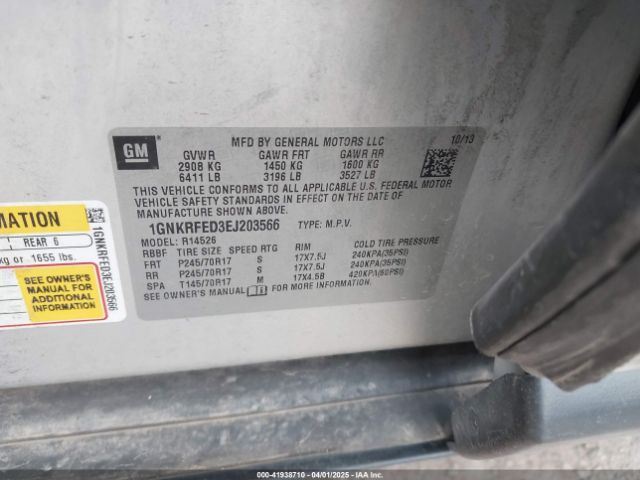 GM
MFD BY GENERAL MOTORS LLC 10/13
GVWR GAWR FRT GAWR RR
2908 KG 1450 KG 1600 KG
6411 LB 3196 LB 3527 LB
THIS VEHICLE CONFORMS TO ALL APPLICABLE U.S. FEDERAL MOTOR
VEHICLE SAFETY STANDARDS IN EFFECT ON THE DATE OF
MANUFACTURE SHOWN ABOVE.
1GNKRFED3EJ203566 TYPE: M.P.V.
MODEL: R14526
RBBF TIRE SIZE SPEED RTG RIM COLD TIRE PRESSURE
FRT P245/70R17 S 17X7.5J 240KPA(35PSI)
RR P245/70R17 S 17X7.5J 240KPA(35PSI)
SPA T145/70R17 M 17X4.5B 420KPA(60PSI)
SEE OWNER'S MANUAL FOR MORE INFORMATION.
MATION
REAR 6
kg or 1655 lbs.
SEE OWNER'S
MANUAL FOR
ADDITIONAL
INFORMATION
1GNKRFED3EJ203566
000-41938710 - 04/01/2025 - IAAI.COM